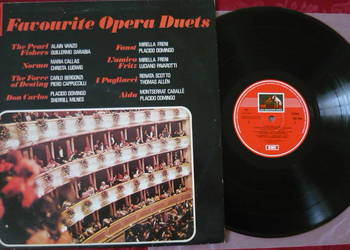 Favourite Opera Duets
The Pearl Fishers
ALAIN VANZO
GUILLERMO SARABIA
Norma
MARIA CALLAS
CHRISTA LUDWIG
The Force of Destiny
CARLO BERGONZI
PIERO CAPPUCCILLI
Don Carlos
PLACIDO DOMINGO
SHERRILL MILNES
Faust
MIRELLA FRENI
PLACIDO DOMINGO
L'amico Fritz
MIRELLA FRENI
LUCIANO PAVAROTTI
I Pagliacci
RENATA SCOTTO
THOMAS ALLEN
Aida
MONTSERRAT CABALLÉ
PLACIDO DOMINGO
EMI